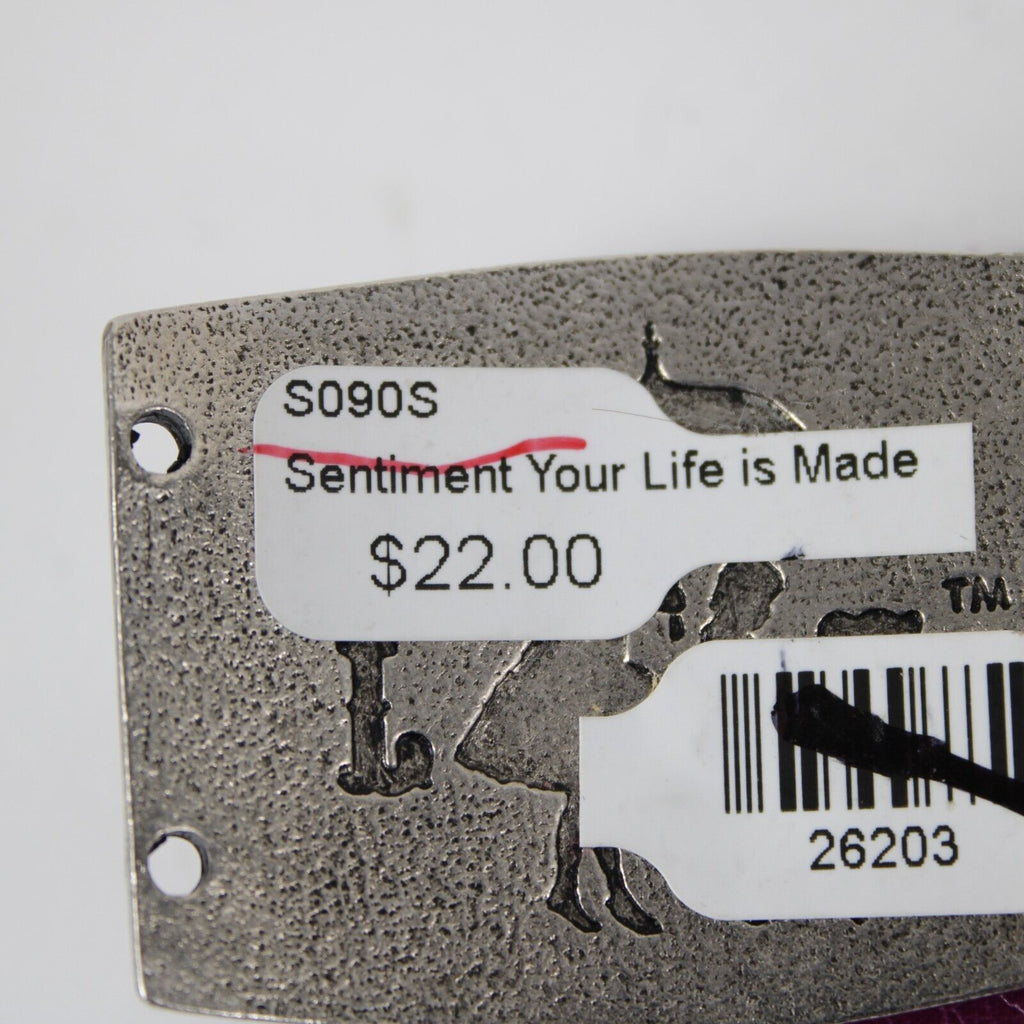 S090S
Sentiment Your Life is Made
$22.00
L
TM
26203